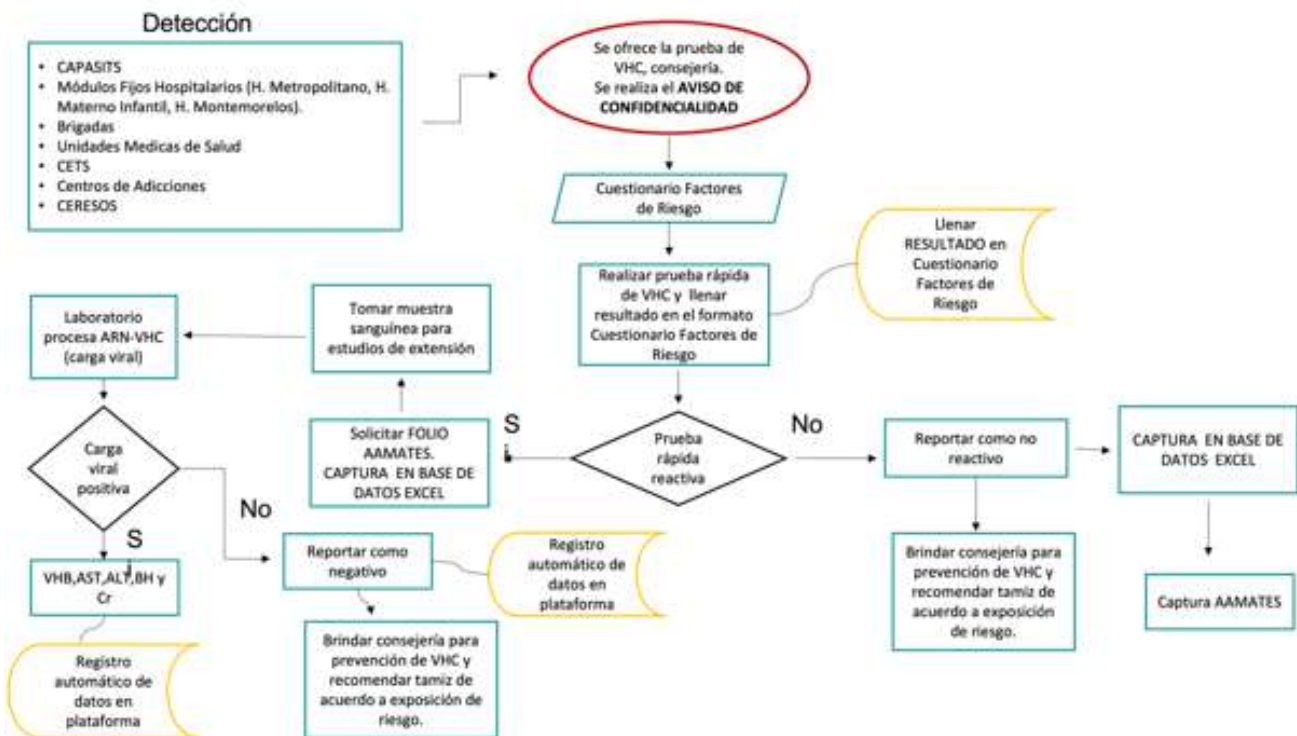 Detección
• CAPASITS
• Módulos Fijos Hospitalarios (H. Metropolitano, H.
Materno Infantil, H. Montemorelos).
• Brigadas
• Unidades Medicas de Salud
• CETS
• Centros de Adicciones
• CERESOS
Se ofrece la prueba de
VHC, consejería.
Se realiza el AVISO DE
CONFIDENCIALIDAD
Cuestionario Factores
de Riesgo
Realizar prueba rápida
de VHC y llenar
resultado en el formato
Cuestionario Factores de
Riesgo
Llenar
RESULTADO en
Cuestionario
Factores de
Riesgo
Prueba
rápida
reactiva
Sí
No
Solicitar FOLIO
AAMATES.
CAPTURA EN BASE DE
DATOS EXCEL
Tomar muestra
sanguínea para
estudios de extensión
Laboratorio
procesa ARN-VHC
(carga viral)
Carga
viral
positiva
Sí
No
VHB,AST,ALT,BH y
Cr
Registro
automático de
datos en
plataforma
Reportar como
negativo
Registro
automático de
datos en
plataforma
Brindar consejería para
prevención de VHC y
recomendar tamiz de
acuerdo a exposición de
riesgo.
Reportar como no
reactivo
CAPTURA EN BASE DE
DATOS EXCEL
Brindar consejería para
prevención de VHC y
recomendar tamiz de
acuerdo a exposición
de riesgo.
Captura AAMATES